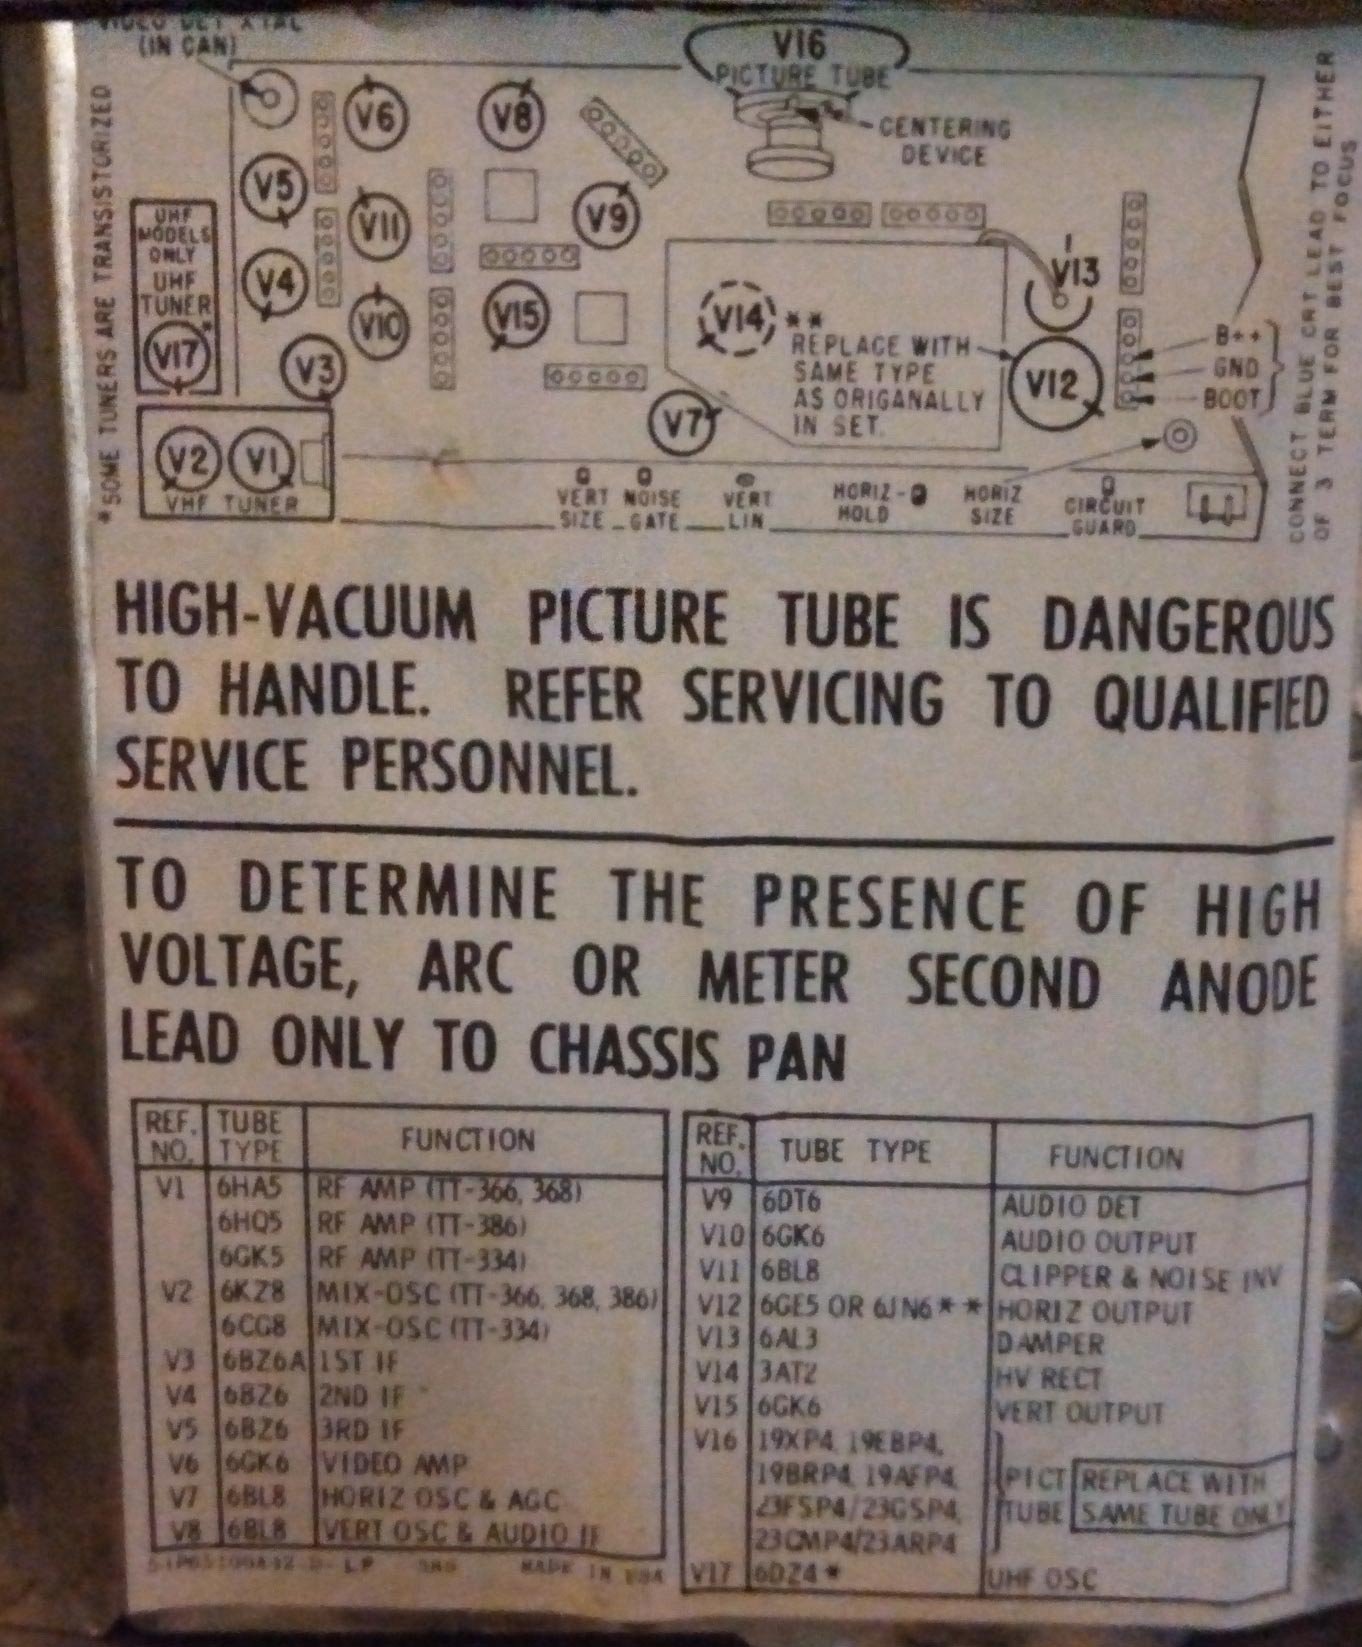 VIDEO DET XTAL
(IN CAN)
*SOME TUNERS ARE TRANSISTORIZED
V16
PICTURE TUBE
CENTERING
DEVICE
V6
V8
V5
V11
V9
V4
V10
V15
V3
UHF
MODELS
ONLY
UHF
TUNER
*
V17
V2 V1
VHF TUNER
V14 **
REPLACE WITH
SAME TYPE
AS ORIGANALLY
IN SET.
V7
V13
V12
B++
GND
BOOT
CONNECT BLUE CRT LEAD TO EITHER
OF 3 TERM FOR BEST FOCUS
VERT
SIZE
NOISE
GATE
VERT
LIN
HORIZ-
HOLD
HORIZ
SIZE
CIRCUIT
GUARD
HIGH-VACUUM PICTURE TUBE IS DANGEROUS
TO HANDLE. REFER SERVICING TO QUALIFIED
SERVICE PERSONNEL.
TO DETERMINE THE PRESENCE OF HIGH
VOLTAGE, ARC OR METER SECOND ANODE
LEAD ONLY TO CHASSIS PAN
REF. NO. TUBE TYPE FUNCTION
V1 6HA5 RF AMP (TT-366, 368)
6HQ5 RF AMP (TT-386)
6GK5 RF AMP (TT-334)
V2 6KZ8 MIX-OSC (TT-366, 368, 386)
6CG8 MIX-OSC (TT-334)
V3 6BZ6A 1ST IF
V4 6BZ6 2ND IF
V5 6BZ6 3RD IF
V6 6GK6 VIDEO AMP
V7 6BL8 HORIZ OSC & AGC
V8 6BL8 VERT OSC & AUDIO IF
MADE IN USA
REF. NO. TUBE TYPE FUNCTION
V9 6DT6 AUDIO DET
V10 6GK6 AUDIO OUTPUT
V11 6BL8 CLIPPER & NOISE INV
V12 6GE5 OR 6JN6** HORIZ OUTPUT
V13 6AL3 DAMPER
V14 3AT2 HV RECT
V15 6GK6 VERT OUTPUT
V16 19XP4, 19EBP4,
19BRP4, 19AFP4, PICT REPLACE WITH
23FSP4/23GSP4, TUBE SAME TUBE ONLY
23CMP4/23ARP4
V17 6DZ4* UHF OSC